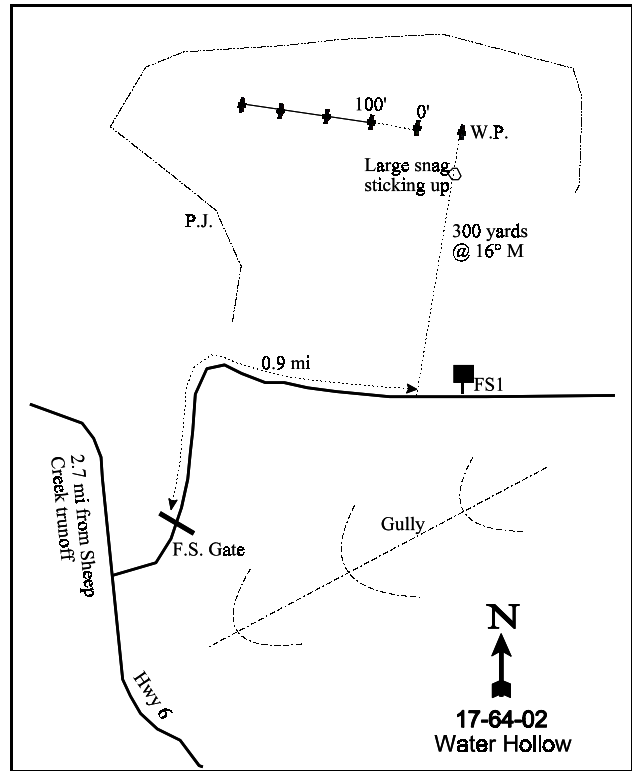 100'
0'
W.P.
Large snag
sticking up
P.J.
300 yards
@ 16° M
0.9 mi
FS1
2.7 mi from Sheep
Creek trunoff
Gully
F.S. Gate
Hwy 6
N
17-64-02
Water Hollow